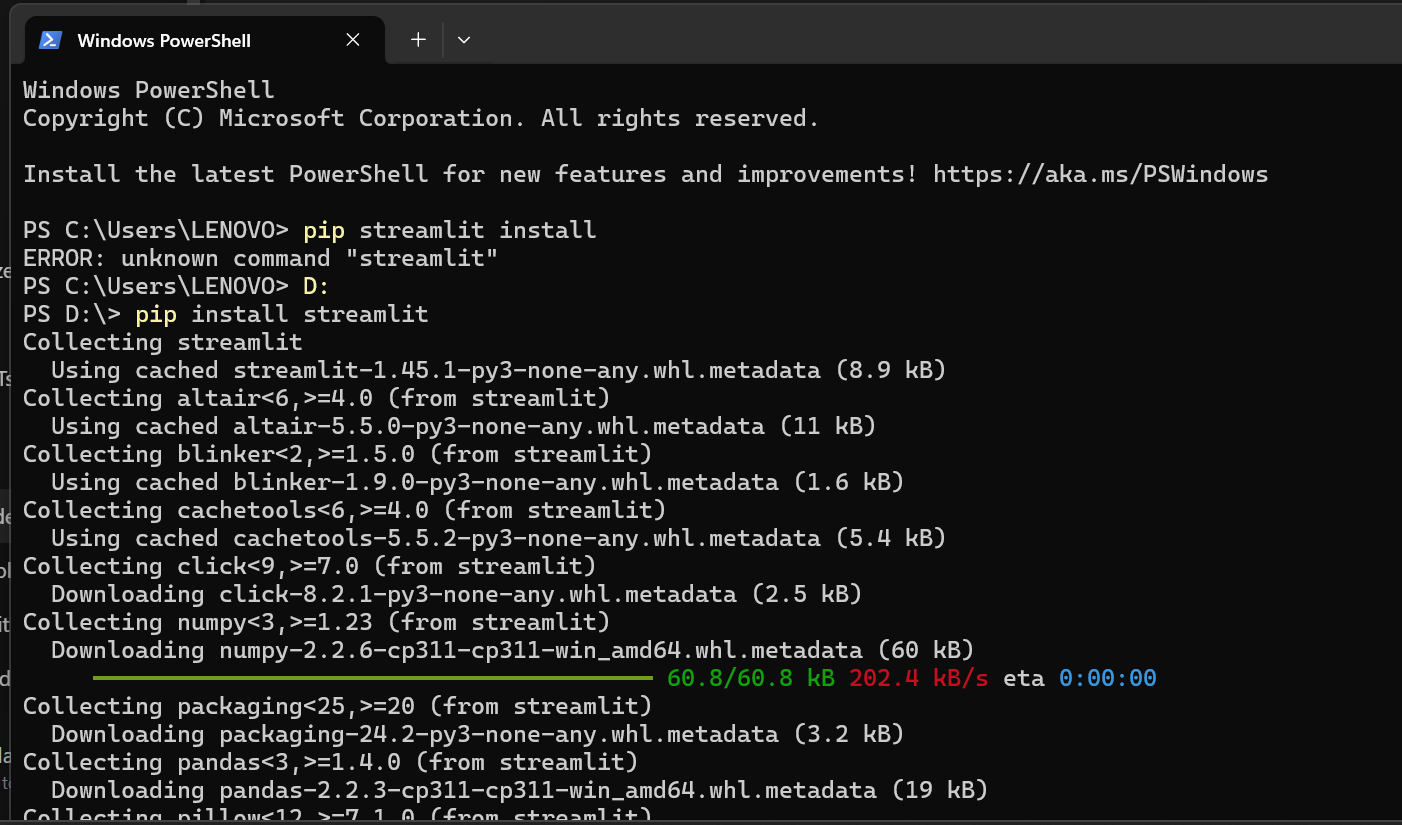 Windows PowerShell
Windows PowerShell
Copyright (C) Microsoft Corporation. All rights reserved.
Install the latest PowerShell for new features and improvements! https://aka.ms/PSWindows
PS C:\Users\LENOVO> pip streamlit install
ERROR: unknown command "streamlit"
PS C:\Users\LENOVO> D:
PS D:\> pip install streamlit
Collecting streamlit
  Using cached streamlit-1.45.1-py3-none-any.whl.metadata (8.9 kB)
Collecting altair<6,>=4.0 (from streamlit)
  Using cached altair-5.5.0-py3-none-any.whl.metadata (11 kB)
Collecting blinker<2,>=1.5.0 (from streamlit)
  Using cached blinker-1.9.0-py3-none-any.whl.metadata (1.6 kB)
Collecting cachetools<6,>=4.0 (from streamlit)
  Using cached cachetools-5.5.2-py3-none-any.whl.metadata (5.4 kB)
Collecting click<9,>=7.0 (from streamlit)
  Downloading click-8.2.1-py3-none-any.whl.metadata (2.5 kB)
Collecting numpy<3,>=1.23 (from streamlit)
  Downloading numpy-2.2.6-cp311-cp311-win_amd64.whl.metadata (60 kB)
60.8/60.8 kB 202.4 kB/s eta 0:00:00
Collecting packaging<25,>=20 (from streamlit)
  Downloading packaging-24.2-py3-none-any.whl.metadata (3.2 kB)
Collecting pandas<3,>=1.4.0 (from streamlit)
  Downloading pandas-2.2.3-cp311-cp311-win_amd64.whl.metadata (19 kB)
Collecting pillow<12,>=7.1.0 (from streamlit)